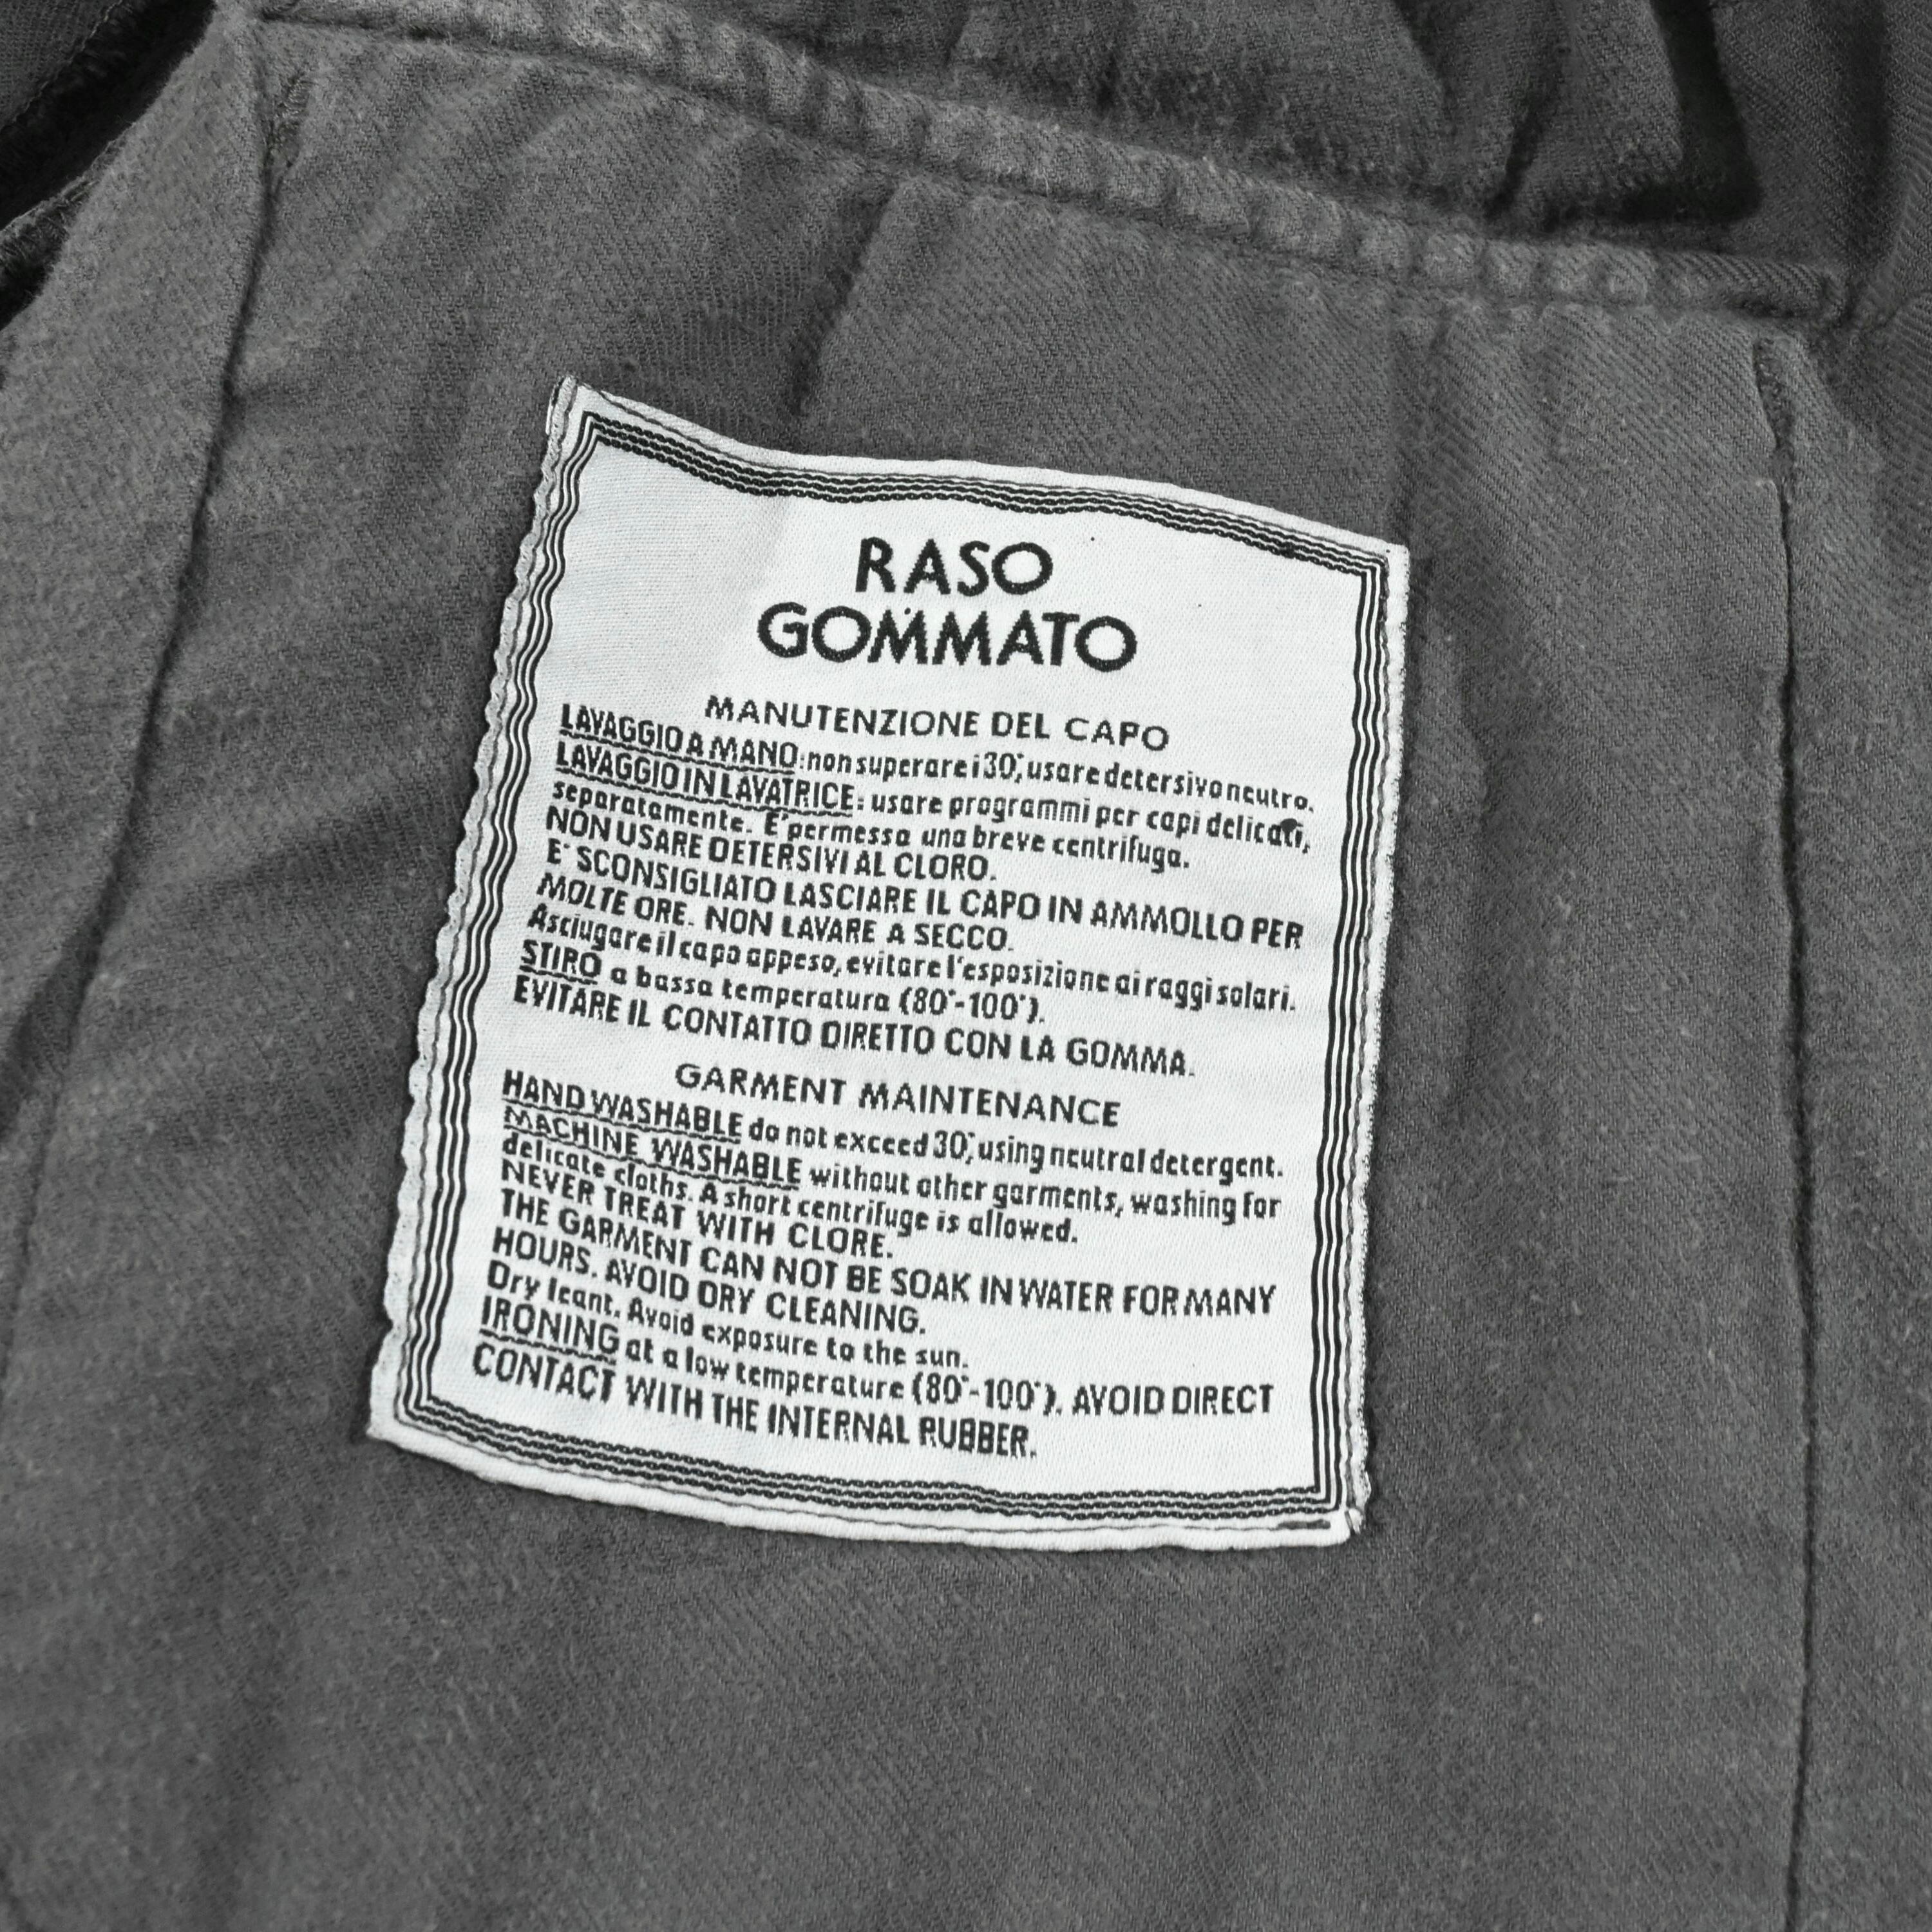 RASO
GOMMATO
MANUTENZIONE DEL CAPO
LAVAGGIO A MANO: non superare i 30°, usare detersivo neutro.
LAVAGGIO IN LAVATRICE: usare programmi per capi delicati,
separatamente. E' permessa una breve centrifuga.
NON USARE DETERSIVI AL CLORO.
E' SCONSIGLIATO LASCIARE IL CAPO IN AMMOLLO PER
MOLTE ORE. NON LAVARE A SECCO.
Asciugare il capo appeso, evitare l'esposizione ai raggi solari.
STIRO a bassa temperatura (80°-100°).
EVITARE IL CONTATTO DIRETTO CON LA GOMMA.
GARMENT MAINTENANCE
HAND WASHABLE do not exceed 30°, using neutral detergent.
MACHINE WASHABLE without other garments, washing for
delicate cloths. A short centrifuge is allowed.
NEVER TREAT WITH CLORE.
THE GARMENT CAN NOT BE SOAK IN WATER FOR MANY
HOURS. AVOID DRY CLEANING.
Dry leant. Avoid exposure to the sun.
IRONING at a low temperature (80°-100°). AVOID DIRECT
CONTACT WITH THE INTERNAL RUBBER.